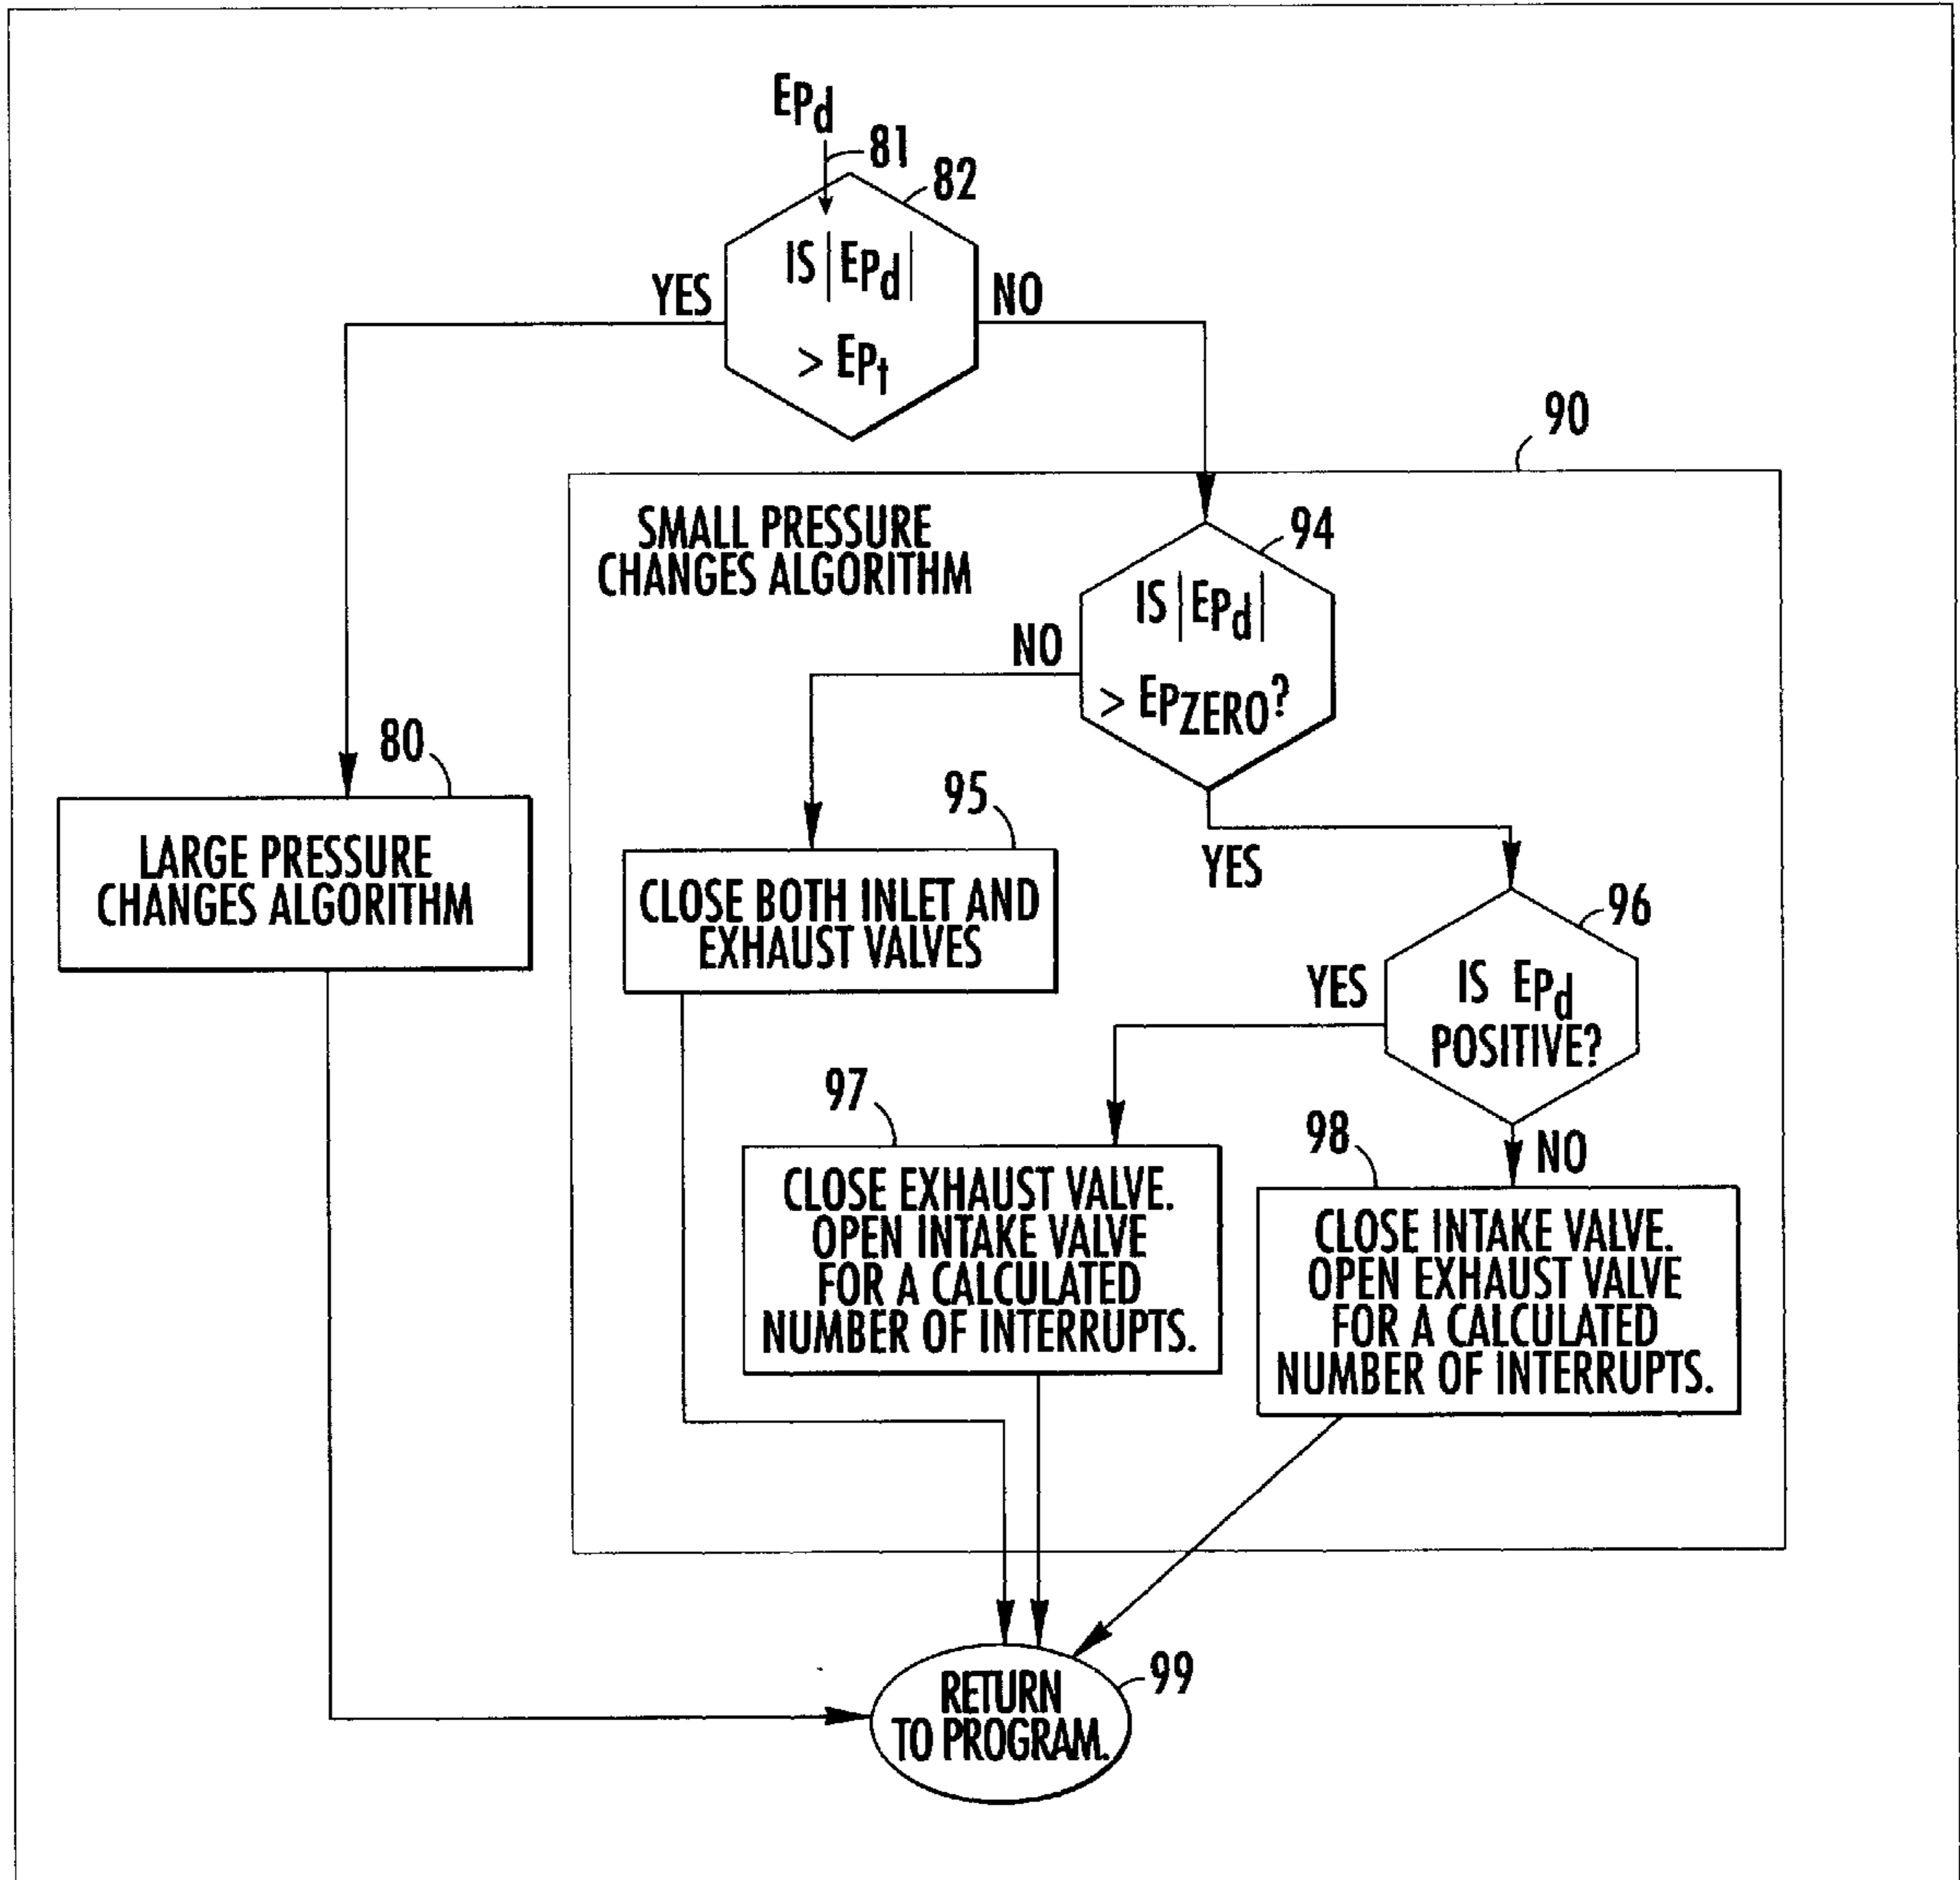 EPd
81
82
IS |EPd|
> EPt
YES
NO
90
SMALL PRESSURE
CHANGES ALGORITHM
94
IS |EPd|
> EPZERO?
NO
YES
80
LARGE PRESSURE
CHANGES ALGORITHM
95
CLOSE BOTH INLET AND
EXHAUST VALVES
96
IS EPd
POSITIVE?
YES
NO
97
CLOSE EXHAUST VALVE.
OPEN INTAKE VALVE
FOR A CALCULATED
NUMBER OF INTERRUPTS.
98
CLOSE INTAKE VALVE.
OPEN EXHAUST VALVE
FOR A CALCULATED
NUMBER OF INTERRUPTS.
99
RETURN
TO PROGRAM.